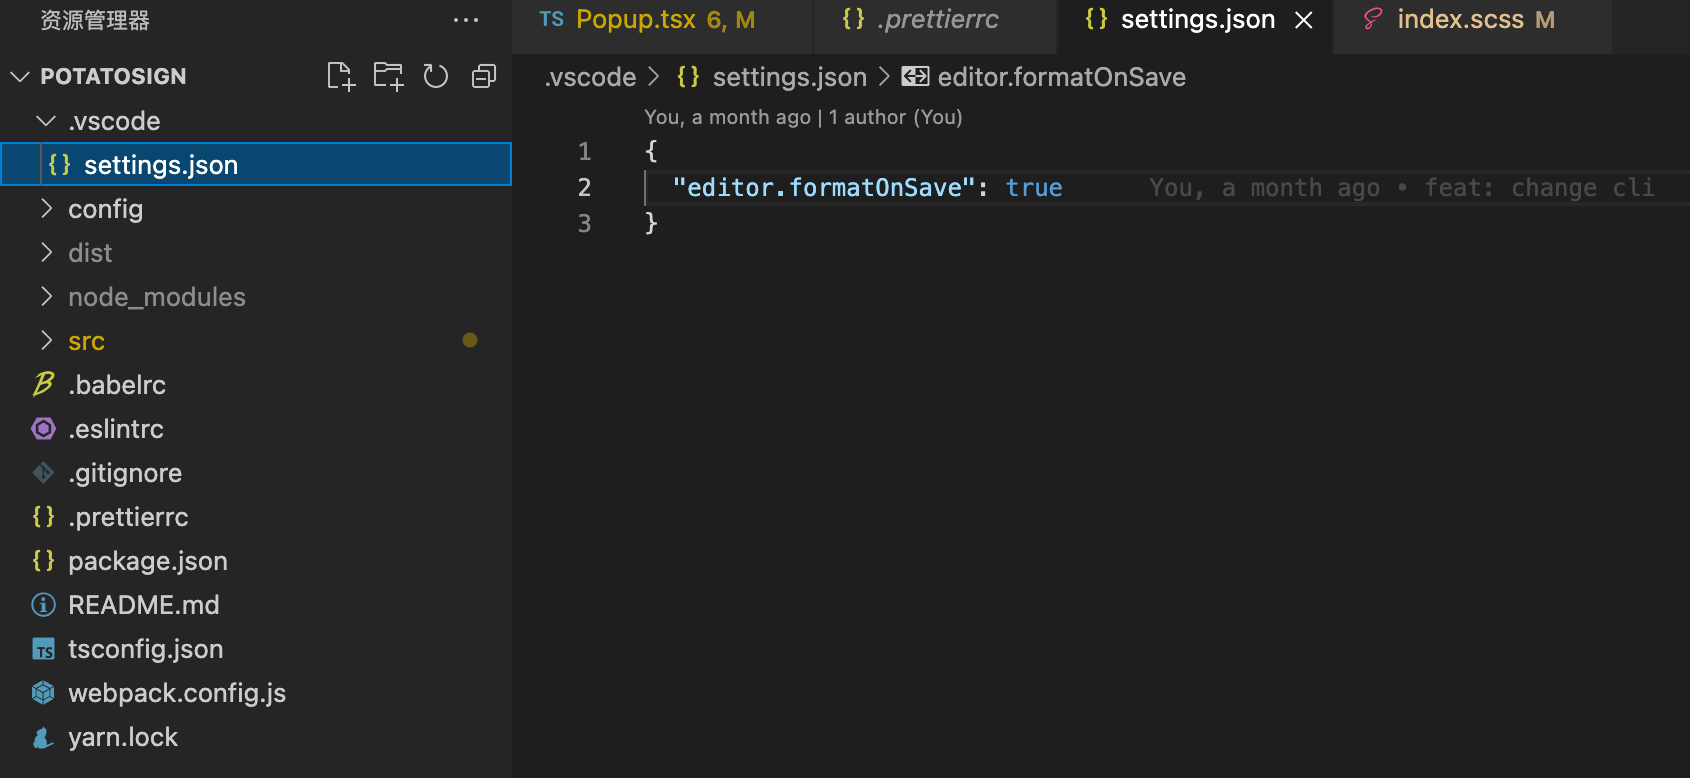 资源管理器
POTATOSIGN
.vscode
settings.json
config
dist
node_modules
src
.babelrc
.eslintrc
.gitignore
.prettierrc
package.json
README.md
tsconfig.json
webpack.config.js
yarn.lock
TS Popup.tsx 6, M
{} .prettierrc
{} settings.json
index.scss M
.vscode > {} settings.json > editor.formatOnSave
You, a month ago | 1 author (You)
1 {
2 "editor.formatOnSave": true You, a month ago • feat: change cli
3 }